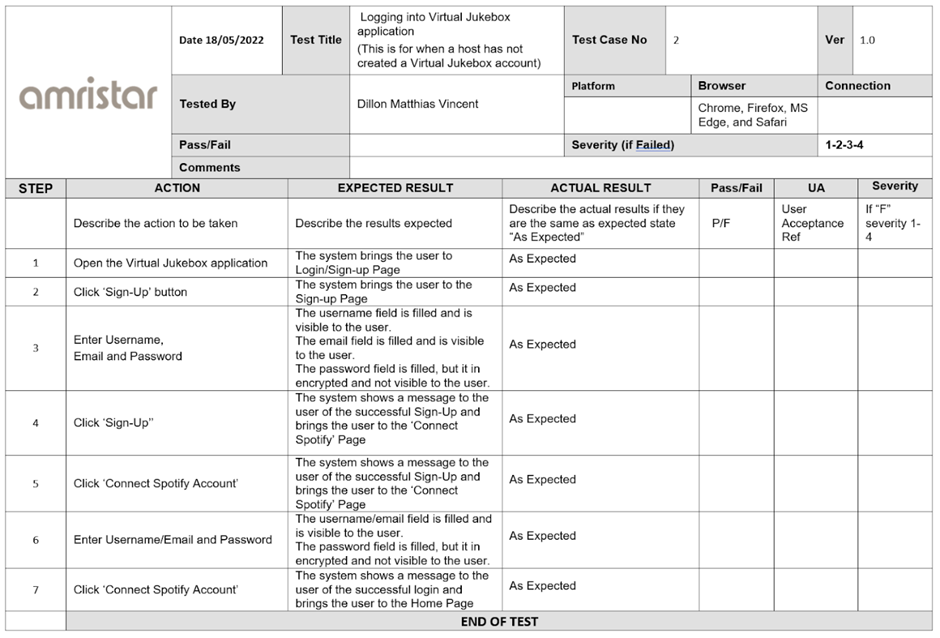 amristar
Date 18/05/2022
Test Title
Logging into Virtual Jukebox
application
(This is for when a host has not
created a Virtual Jukebox account)
Test Case No
2
Ver
1.0
Tested By
Dillon Matthias Vincent
Platform
Browser
Connection
Chrome, Firefox, MS
Edge, and Safari
Pass/Fail
Severity (if Failed)
1-2-3-4
Comments
STEP
ACTION
EXPECTED RESULT
ACTUAL RESULT
Pass/Fail
UA
Severity
Describe the action to be taken
Describe the results expected
Describe the actual results if they
are the same as expected state
“As Expected”
P/F
User
Acceptance
Ref
If “F”
severity 1-
4
1
Open the Virtual Jukebox application
The system brings the user to
Login/Sign-up Page
As Expected
2
Click ‘Sign-Up’ button
The system brings the user to the
Sign-up Page
As Expected
3
Enter Username,
Email and Password
The username field is filled and is
visible to the user.
The email field is filled and is visible
to the user.
The password field is filled, but it in
encrypted and not visible to the user.
As Expected
4
Click ‘Sign-Up”
The system shows a message to the
user of the successful Sign-Up and
brings the user to the ‘Connect
Spotify’ Page
As Expected
5
Click ‘Connect Spotify Account’
The system shows a message to the
user of the successful Sign-Up and
brings the user to the ‘Connect
Spotify’ Page
As Expected
6
Enter Username/Email and Password
The username/email field is filled and
is visible to the user.
The password field is filled, but it in
encrypted and not visible to the user.
As Expected
7
Click ‘Connect Spotify Account’
The system shows a message to the
user of the successful login and
brings the user to the Home Page
As Expected
END OF TEST